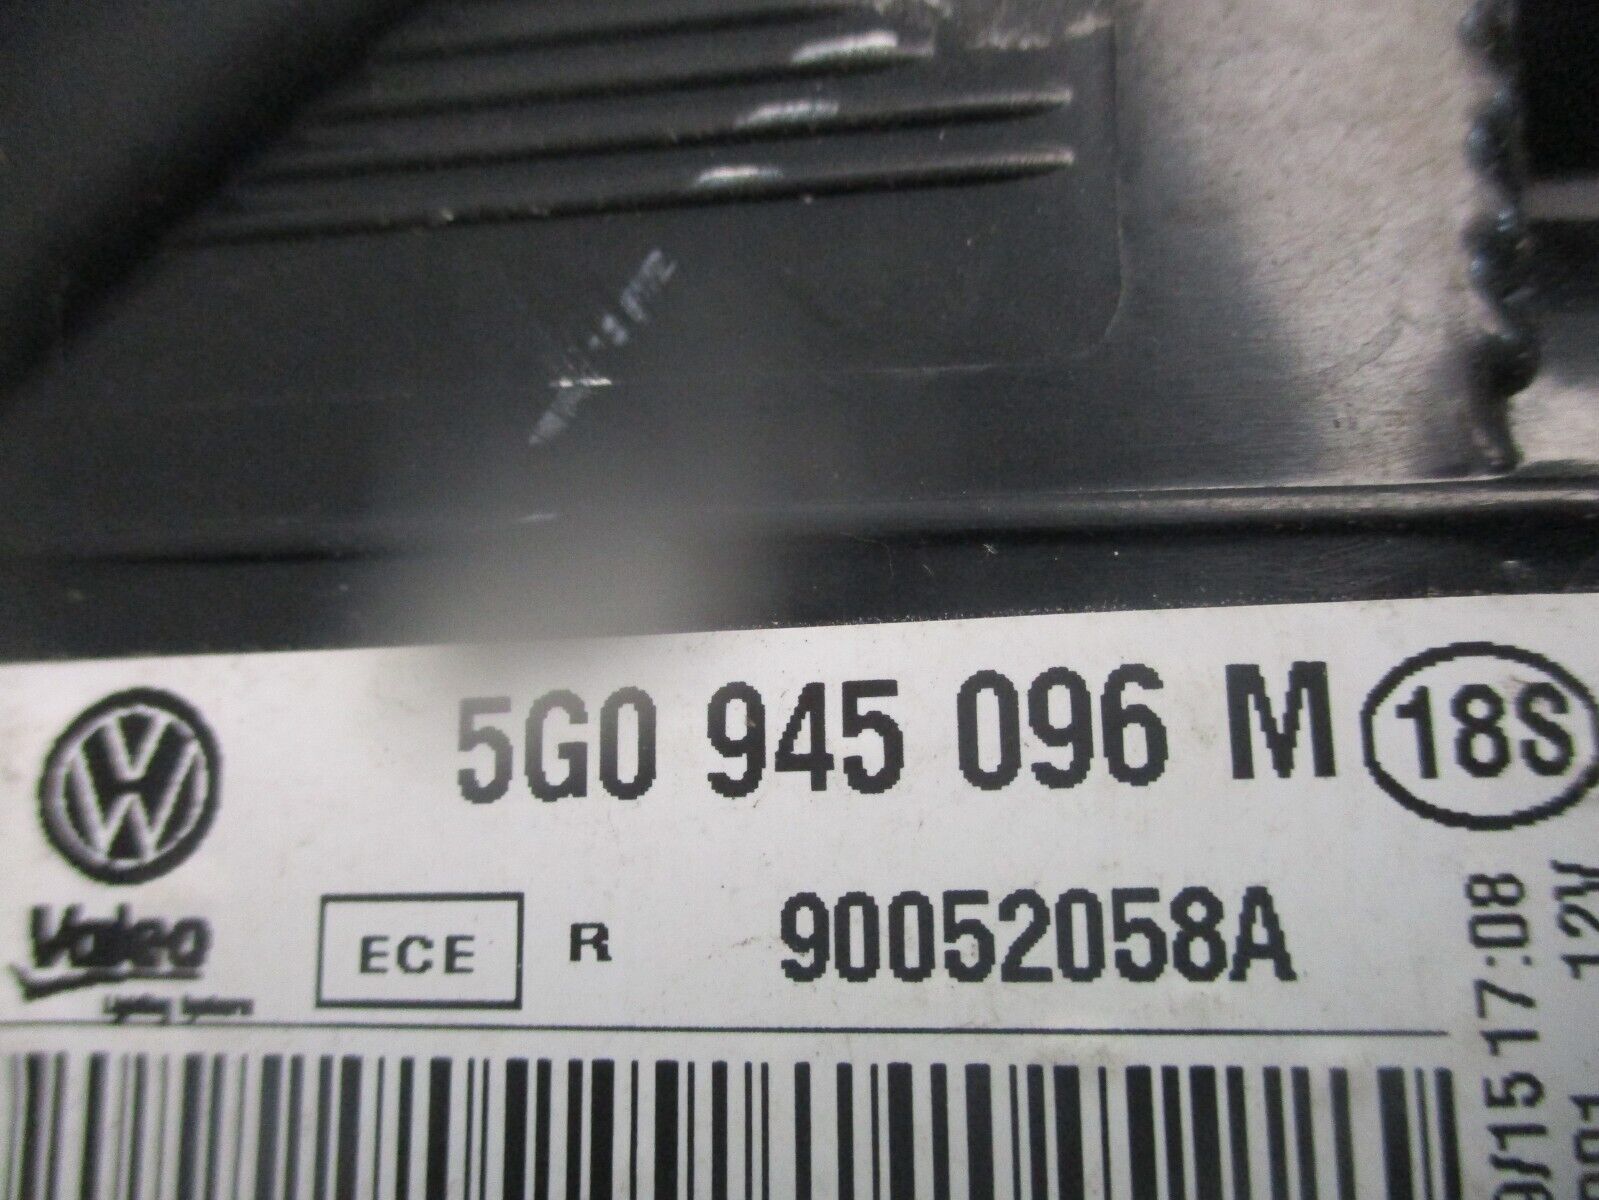 5G0 945 096 M 18S
Valeo
Lighting Systems
ECE R 90052058A
/15 17:08
12V